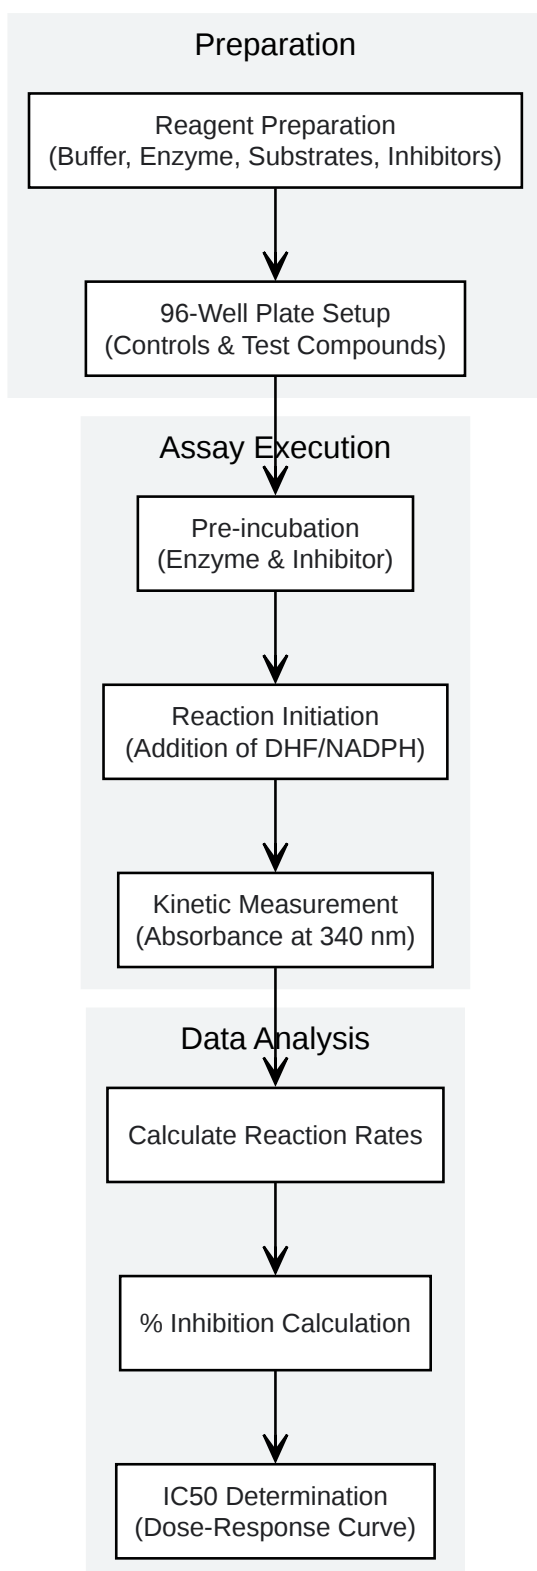 Preparation
Reagent Preparation
(Buffer, Enzyme, Substrates, Inhibitors)
96-Well Plate Setup
(Controls & Test Compounds)
Assay Execution
Pre-incubation
(Enzyme & Inhibitor)
Reaction Initiation
(Addition of DHF/NADPH)
Kinetic Measurement
(Absorbance at 340 nm)
Data Analysis
Calculate Reaction Rates
% Inhibition Calculation
IC50 Determination
(Dose-Response Curve)